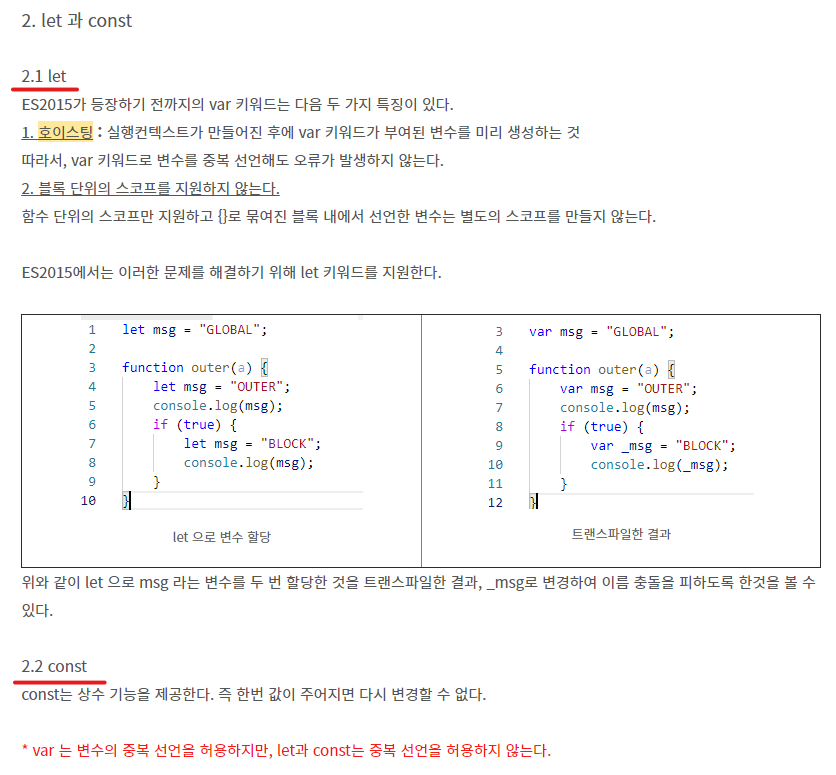 2. let 과 const
2.1 let
ES2015가 등장하기 전까지의 var 키워드는 다음 두 가지 특징이 있다.
1. 호이스팅 : 실행컨텍스트가 만들어진 후에 var 키워드가 부여된 변수를 미리 생성하는 것
따라서, var 키워드로 변수를 중복 선언해도 오류가 발생하지 않는다.
2. 블록 단위의 스코프를 지원하지 않는다.
함수 단위의 스코프만 지원하고 {}로 묶여진 블록 내에서 선언한 변수는 별도의 스코프를 만들지 않는다.
ES2015에서는 이러한 문제를 해결하기 위해 let 키워드를 지원한다.
1 let msg = "GLOBAL";
2
3 function outer(a) {
4 let msg = "OUTER";
5 console.log(msg);
6 if (true) {
7 let msg = "BLOCK";
8 console.log(msg);
9 }
10 }
let 으로 변수 할당
3 var msg = "GLOBAL";
4
5 function outer(a) {
6 var msg = "OUTER";
7 console.log(msg);
8 if (true) {
9 var _msg = "BLOCK";
10 console.log(_msg);
11 }
12 }
트랜스파일한 결과
위와 같이 let 으로 msg 라는 변수를 두 번 할당한 것을 트랜스파일한 결과, _msg로 변경하여 이름 충돌을 피하도록 한것을 볼 수
있다.
2.2 const
const는 상수 기능을 제공한다. 즉 한번 값이 주어지면 다시 변경할 수 없다.
* var 는 변수의 중복 선언을 허용하지만, let과 const는 중복 선언을 허용하지 않는다.